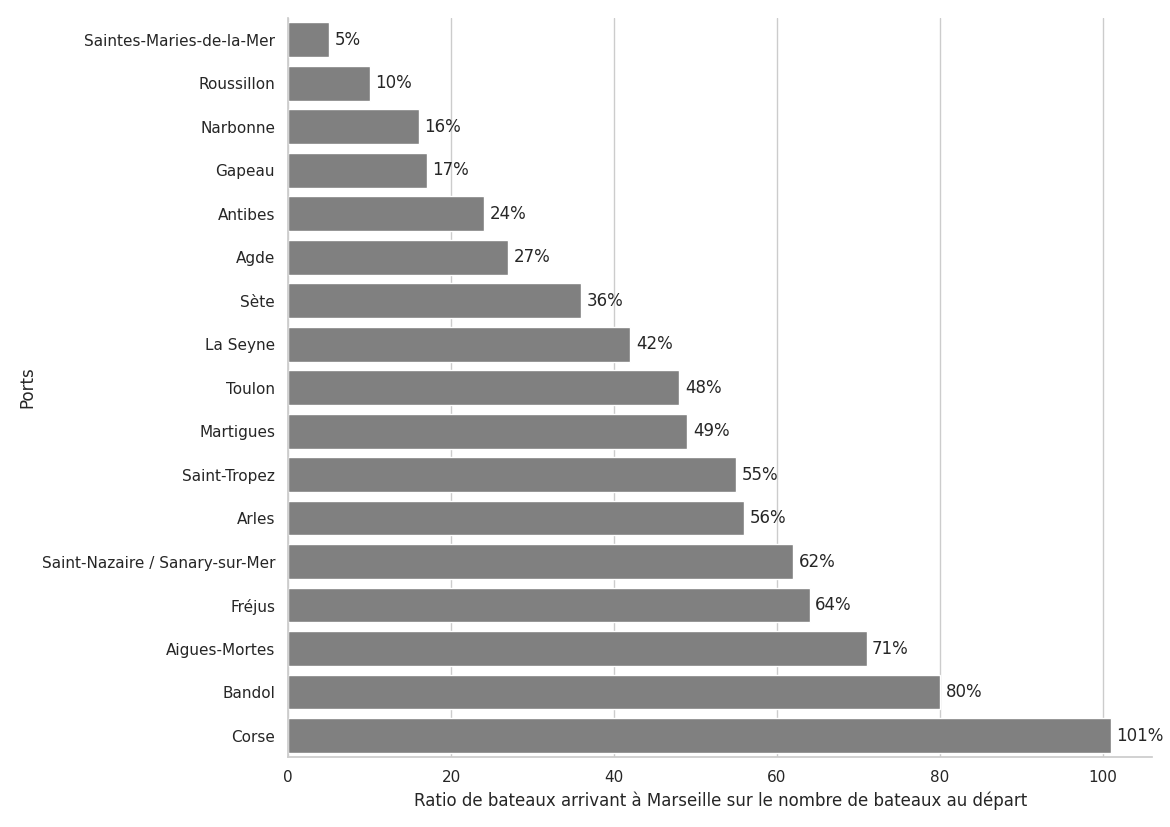 Saintes-Maries-de-la-Mer 5%
Roussillon 10%
Narbonne 16%
Gapeau 17%
Antibes 24%
Agde 27%
Sète 36%
La Seyne 42%
Toulon 48%
Martigues 49%
Saint-Tropez 55%
Arles 56%
Saint-Nazaire / Sanary-sur-Mer 62%
Fréjus 64%
Aigues-Mortes 71%
Bandol 80%
Corse 101%
Ports
0 20 40 60 80 100
Ratio de bateaux arrivant à Marseille sur le nombre de bateaux au départ